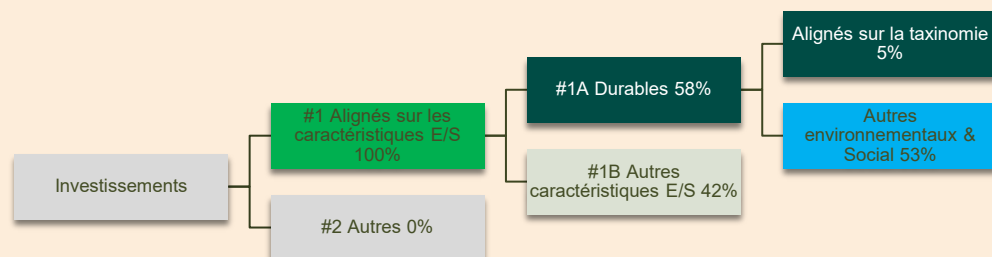 Investissements
#1 Alignés sur les
caractéristiques E/S
100%
#2 Autres 0%
#1A Durables 58%
#1B Autres
caractéristiques E/S 42%
Alignés sur la taxinomie
5%
Autres
environnementaux &
Social 53%